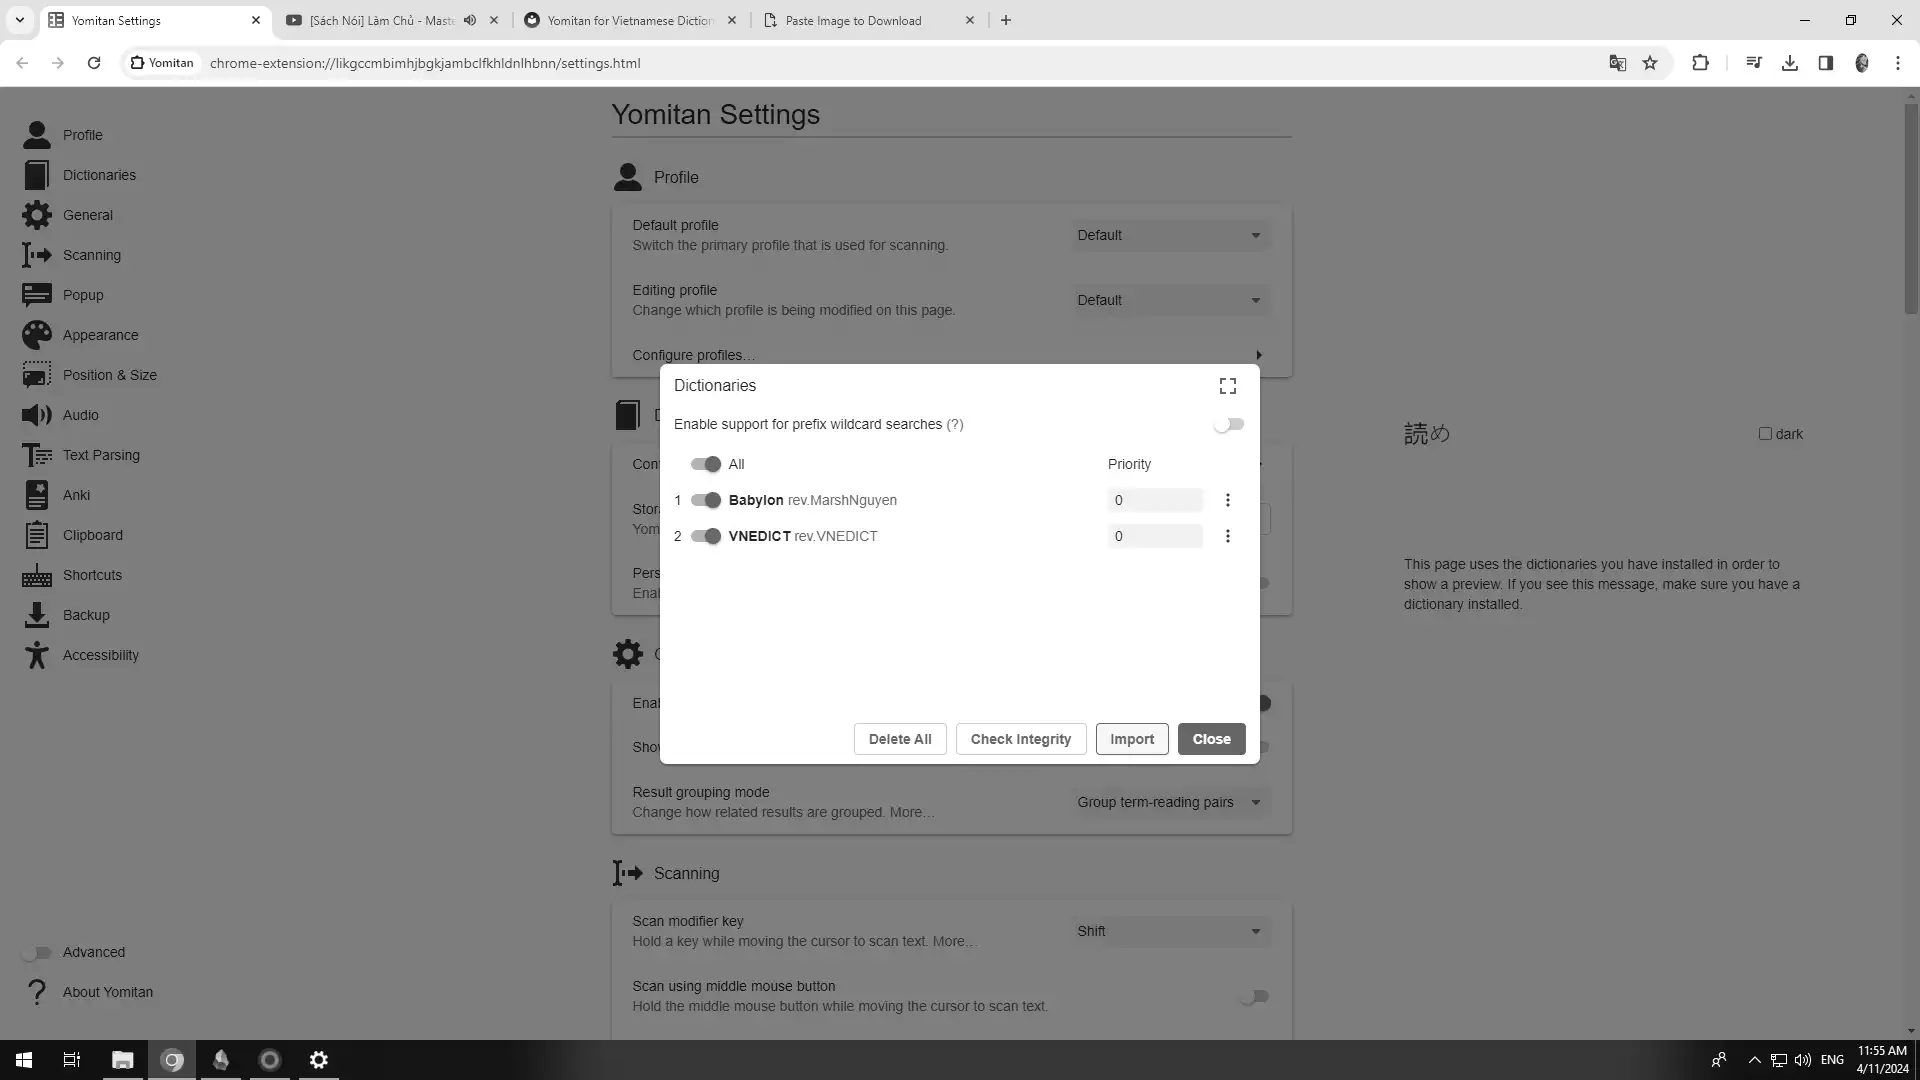 Yomitan Settings
[Sách Nói] Làm Chủ - Maste
Yomitan for Vietnamese Diction
Paste Image to Download
Yomitan
chrome-extension://likgccmbimhjbgkjambclfkhldnlhbnn/settings.html
Profile
Dictionaries
General
Scanning
Popup
Appearance
Position & Size
Audio
Text Parsing
Anki
Clipboard
Shortcuts
Backup
Accessibility
Advanced
About Yomitan
Yomitan Settings
Profile
Default profile
Switch the primary profile that is used for scanning.
Default
Editing profile
Change which profile is being modified on this page.
Default
Configure profiles…
D
Conf
Stora
Yom
Pers
Enab
Enal
Show
Dictionaries
Enable support for prefix wildcard searches (?)
All
Priority
1 Babylon rev.MarshNguyen 0
2 VNEDICT rev.VNEDICT 0
Delete All
Check Integrity
Import
Close
Result grouping mode
Change how related results are grouped. More…
Group term-reading pairs
Scanning
Scan modifier key
Hold a key while moving the cursor to scan text. More…
Shift
Scan using middle mouse button
Hold the middle mouse button while moving the cursor to scan text.
読め
dark
This page uses the dictionaries you have installed in order to
show a preview. If you see this message, make sure you have a
dictionary installed.
ENG
11:55 AM
4/11/2024